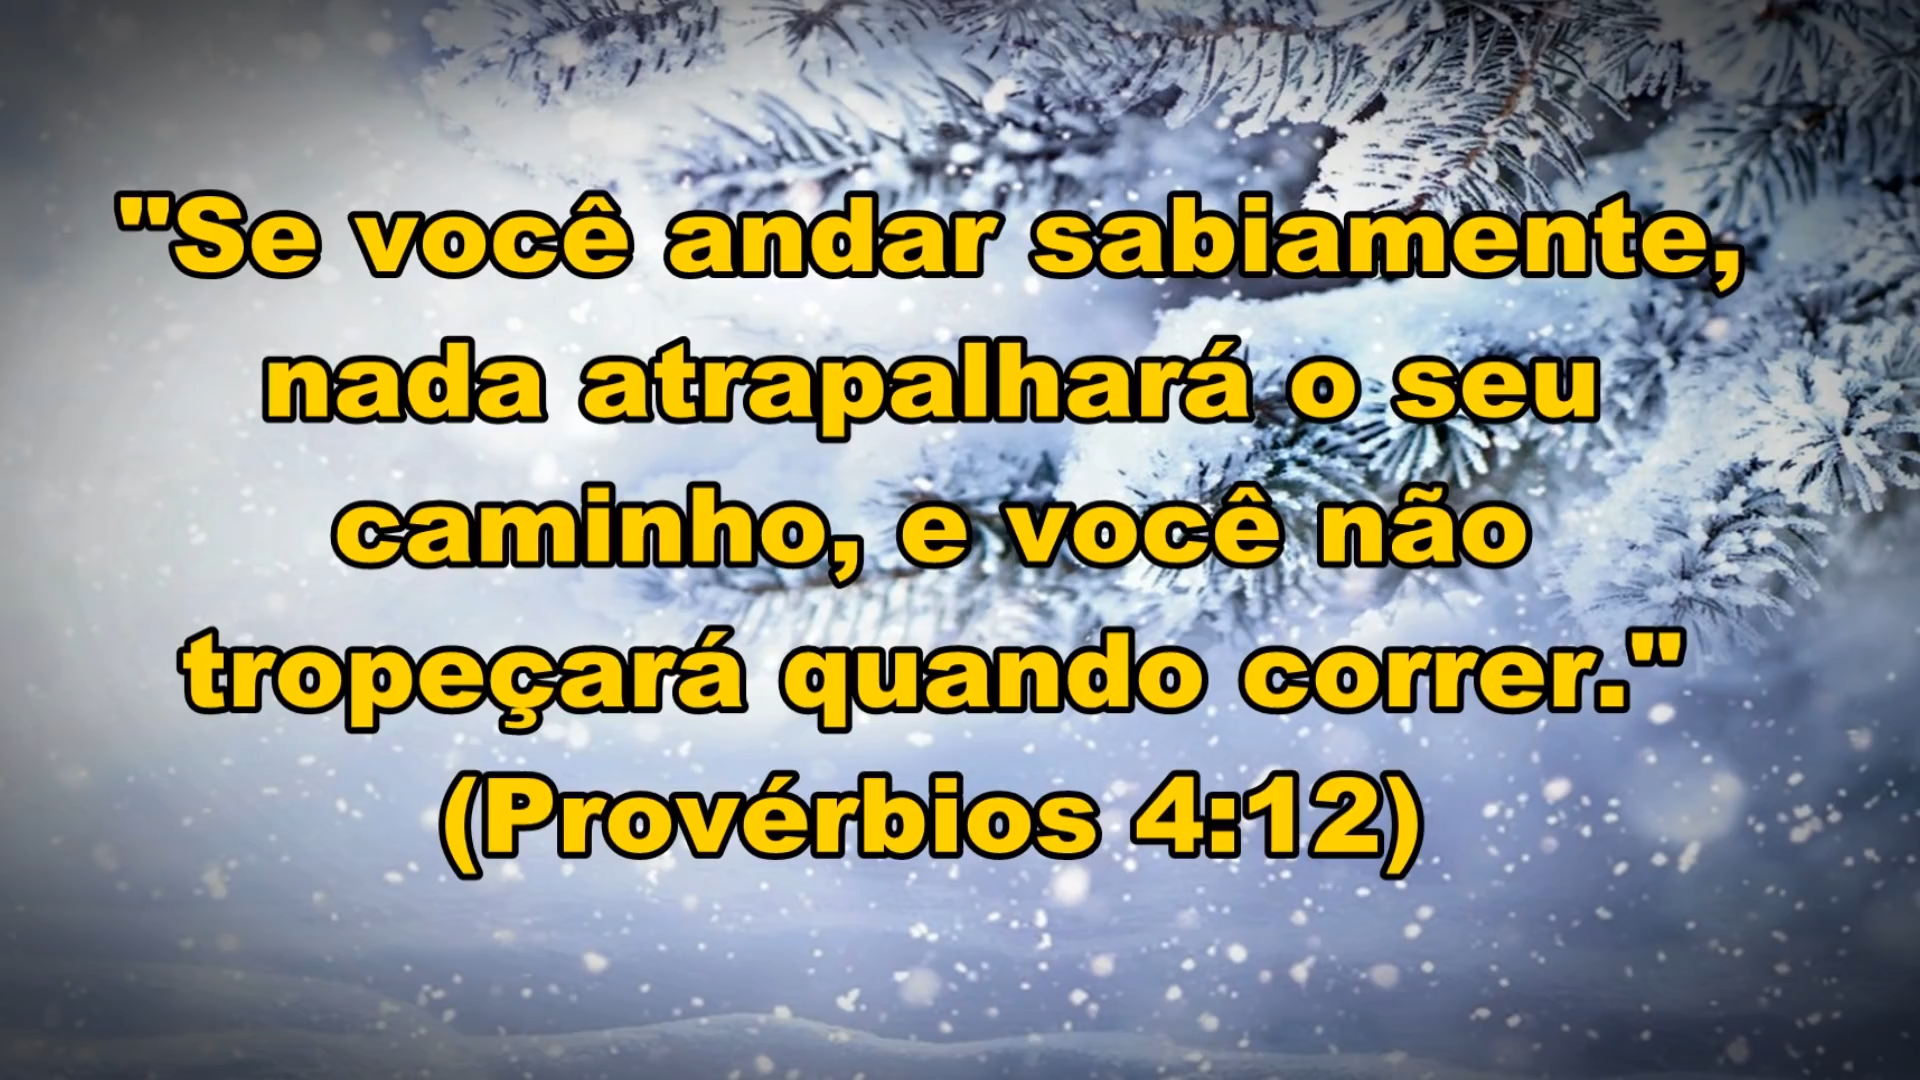 "Se você andar sabiamente,
nada atrapalhará o seu
caminho, e você não
tropeçará quando correr."
(Provérbios 4:12)